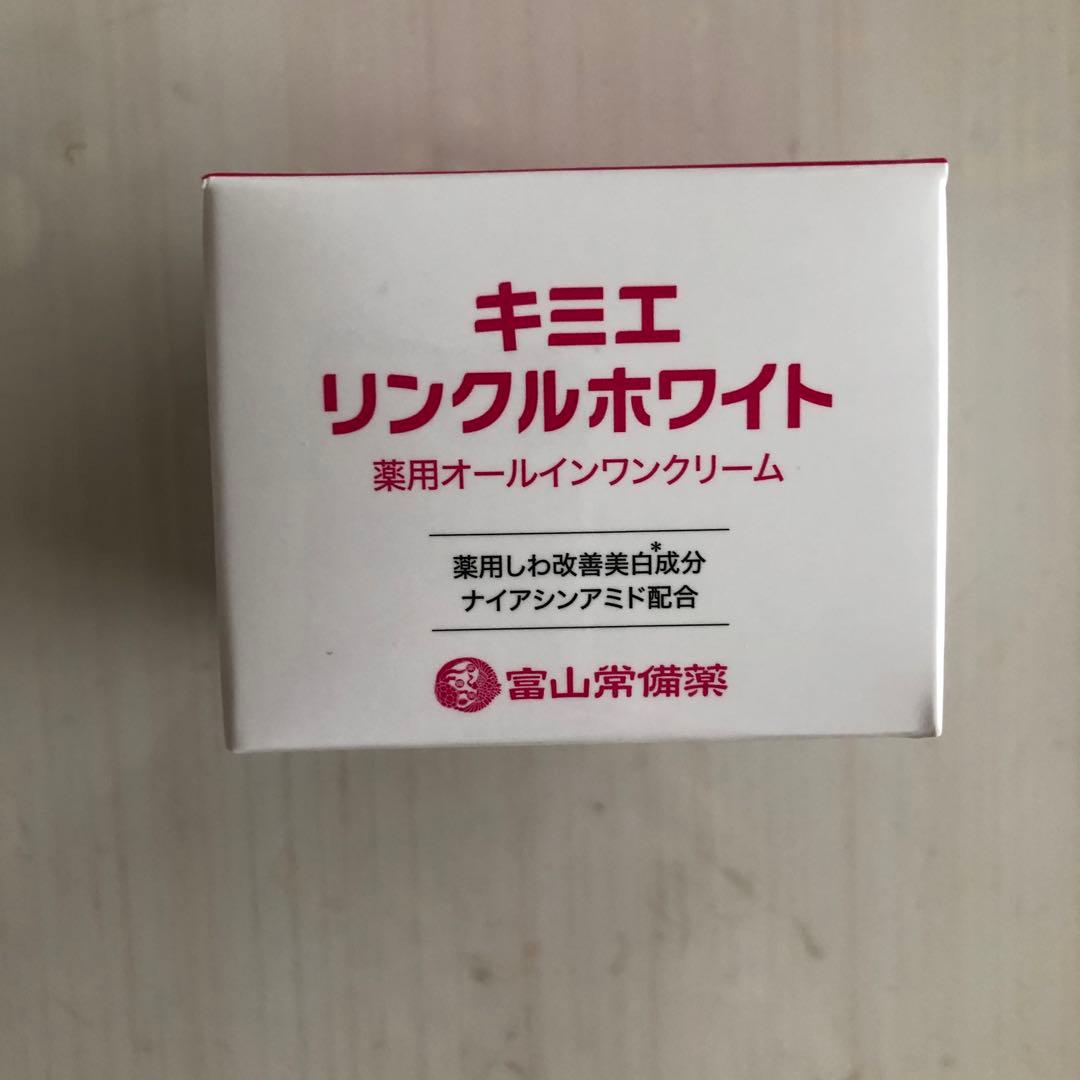 キミエ
リンクルホワイト
薬用オールインワンクリーム
薬用しわ改善美白*成分
ナイアシンアミド配合
富山常備薬